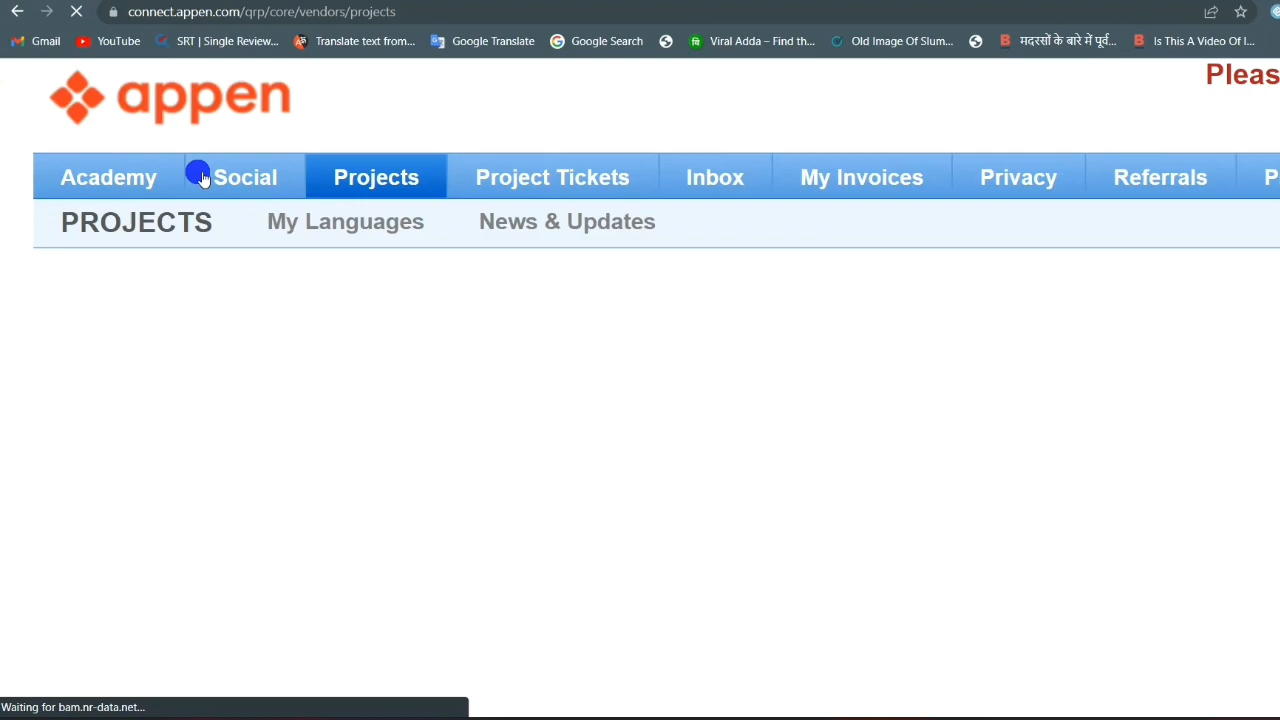 connect.appen.com/qrp/core/vendors/projects
Gmail YouTube SRT | Single Review... Translate text from... Google Translate Google Search Viral Adda – Find th... Old Image Of Slum... मदरसों के बारे में पूर्व... Is This A Video Of I...
appen
Pleas
Academy Social Projects Project Tickets Inbox My Invoices Privacy Referrals P
PROJECTS My Languages News & Updates
Waiting for bam.nr-data.net...